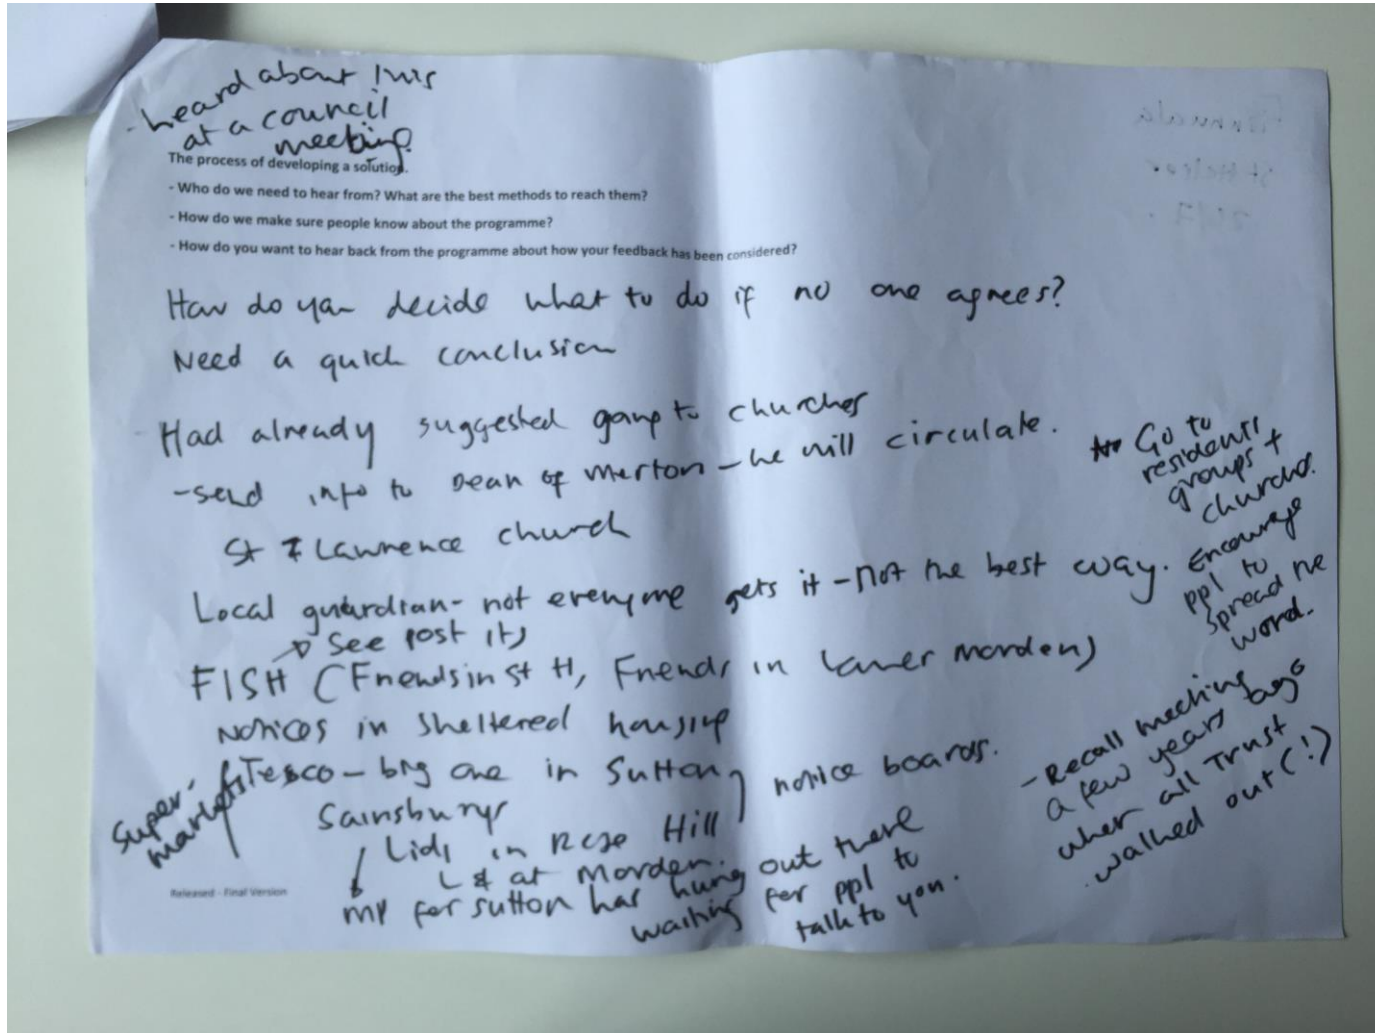 - heard about this
at a council
meeting.
The process of developing a solution.
- Who do we need to hear from? What are the best methods to reach them?
- How do we make sure people know about the programme?
- How do you want to hear back from the programme about how your feedback has been considered?
How do you decide what to do if no one agrees?
Need a quick conclusion
Had already suggested going to churches
- send info to Dean of Merton - he will circulate.
St Lawrence church
Local guardian - not everyone gets it - not the best way.
See post its
FISH (Friends in St H, Friends in Lower Morden)
Notices in sheltered housing
Super-
markets
Tesco - big one in Sutton
Sainsburys
Lidl in Rose Hill
L & at Morden.
notice boards.
MP for Sutton has hung out there
waiting for ppl to
talk to you.
Go to
residents
groups +
churches.
Encourage
ppl to
spread the
word.
- Recall meeting
a few years ago
when all Trust
walked out (!)
Released - Final Version